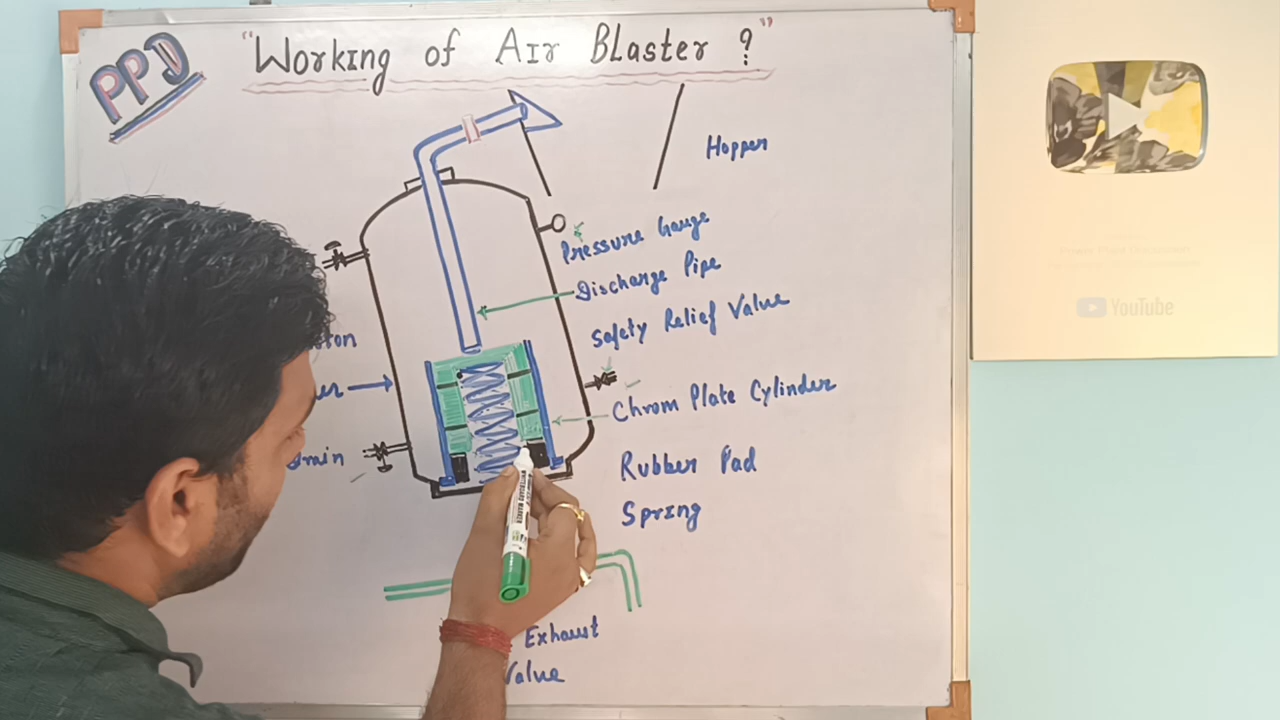 PPD
"Working of Air Blaster ?"
Hopper
Pressure Gauge
Discharge Pipe
Safety Relief Value
Chrom Plate Cylinder
Rubber Pad
Spring
Exhaust
Value
YouTube